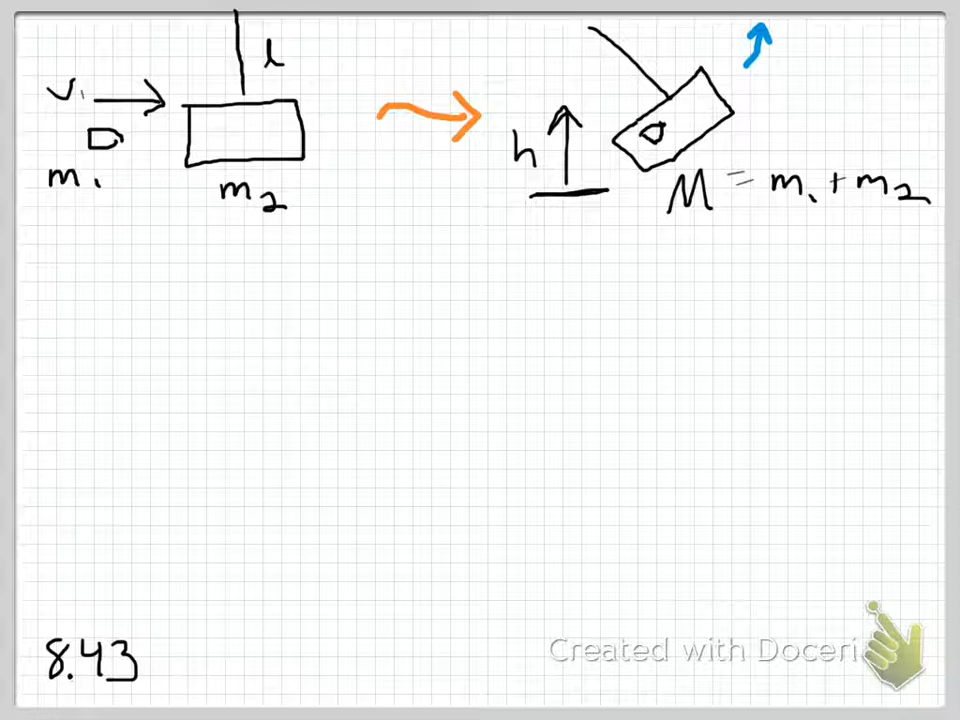 l
v₁
m₁
m₂
h
M = m₁ + m₂
8.43
Created with Doceri